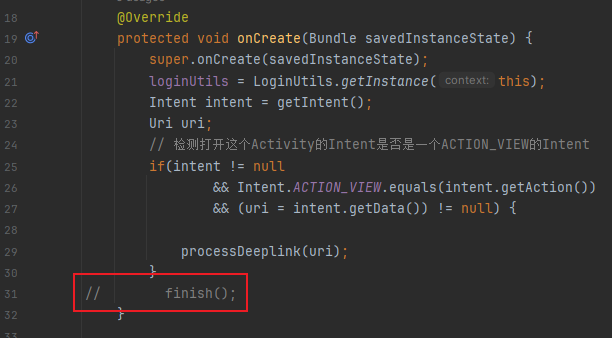 18 @Override
19 protected void onCreate(Bundle savedInstanceState) {
20 super.onCreate(savedInstanceState);
21 loginUtils = LoginUtils.getInstance( context: this);
22 Intent intent = getIntent();
23 Uri uri;
24 // 检测打开这个Activity的Intent是否是一个ACTION_VIEW的Intent
25 if(intent != null
26 && Intent.ACTION_VIEW.equals(intent.getAction())
27 && (uri = intent.getData()) != null) {
28
29 processDeeplink(uri);
30 }
31 // finish();
32 }
33